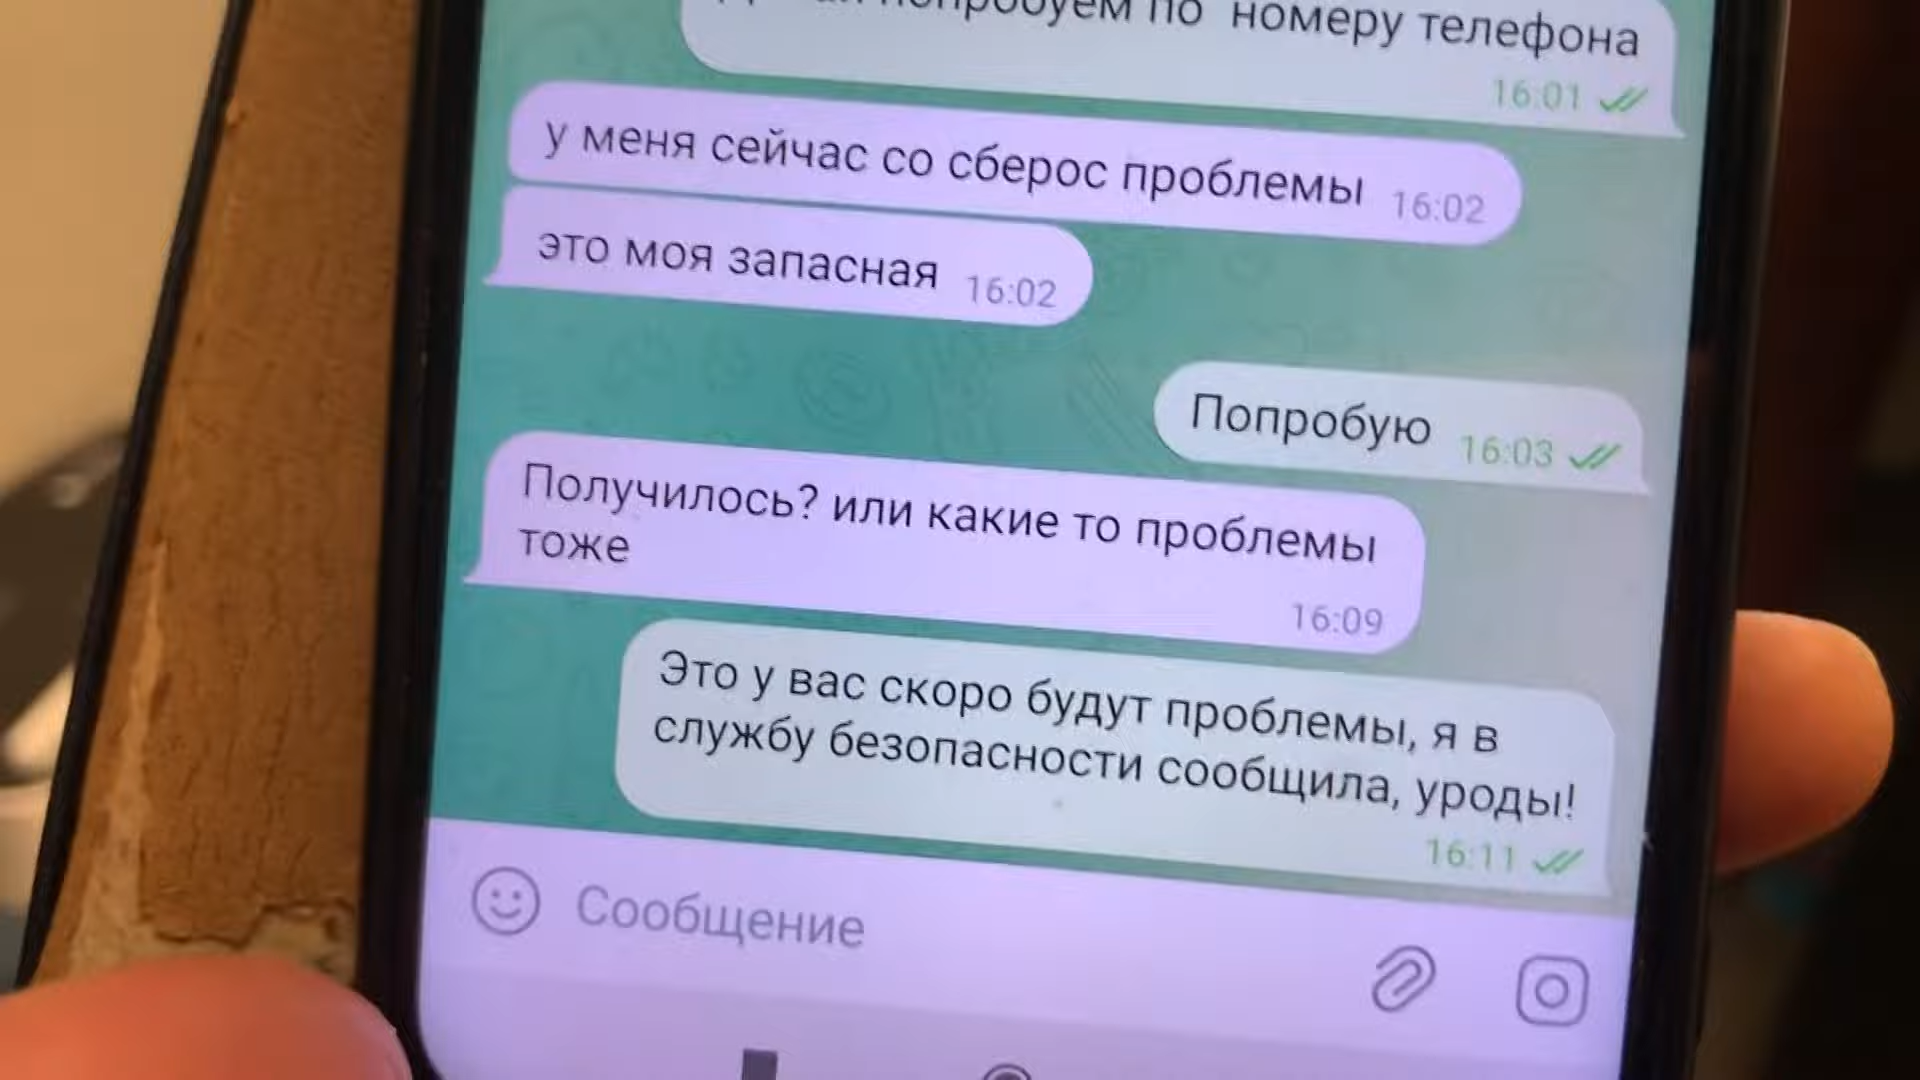 попробуем по номеру телефона
16:01
у меня сейчас со сберос проблемы 16:02
это моя запасная 16:02
Попробую 16:03
Получилось? или какие то проблемы
тоже
16:09
Это у вас скоро будут проблемы, я в
службу безопасности сообщила, уроды!
16:11
Сообщение